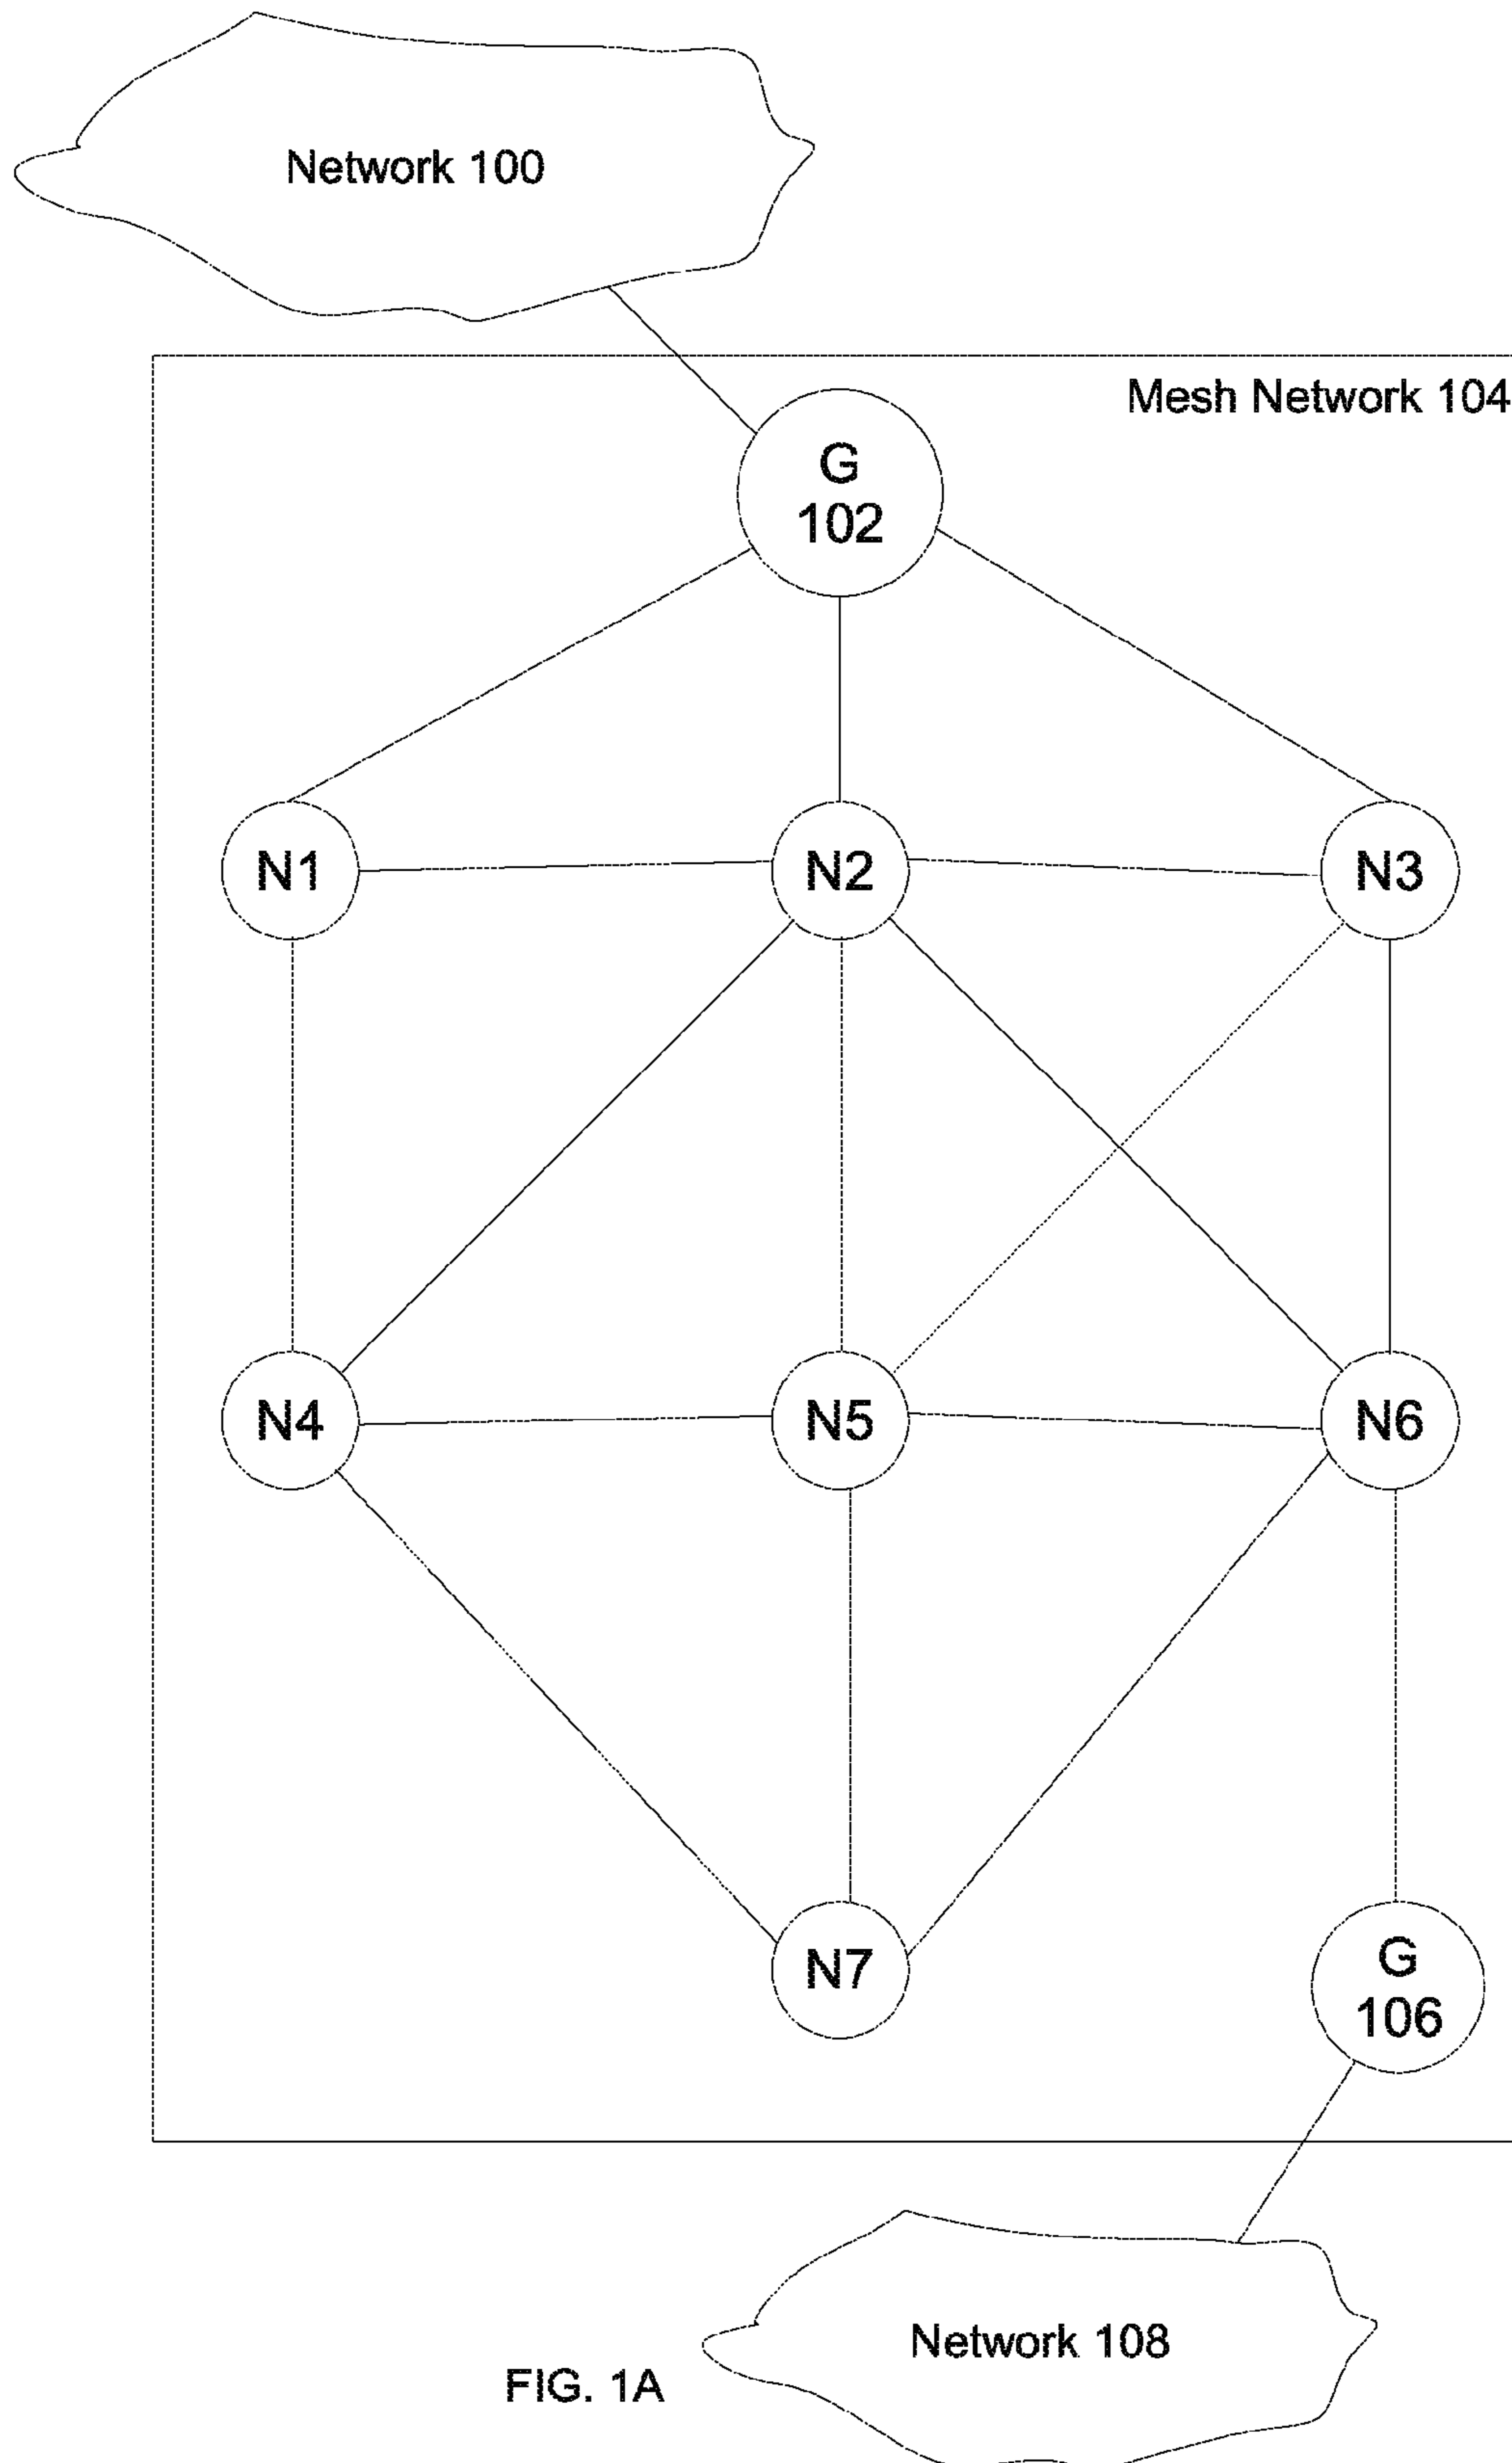 Network 100
Mesh Network 104
G
102
N1
N2
N3
N4
N5
N6
N7
G
106
Network 108
FIG. 1A